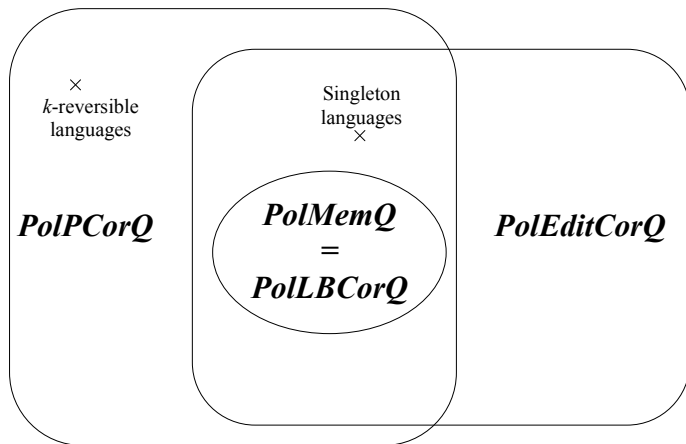 ×
k-reversible
languages
Singleton
languages
×
PolPCorQ
PolMemQ
=
PolLBCorQ
PolEditCorQ